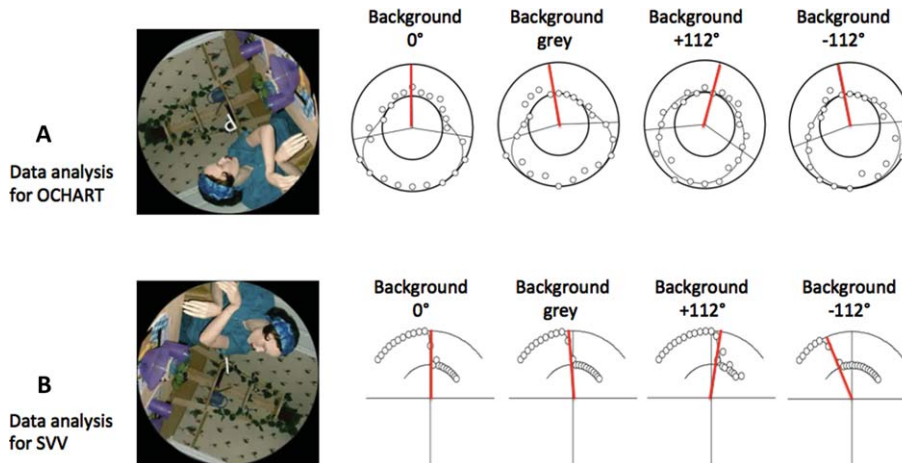 Background 0°
Background grey
Background +112°
Background -112°
A
Data analysis
for OCHART
Background 0°
Background grey
Background +112°
Background -112°
B
Data analysis
for SVV